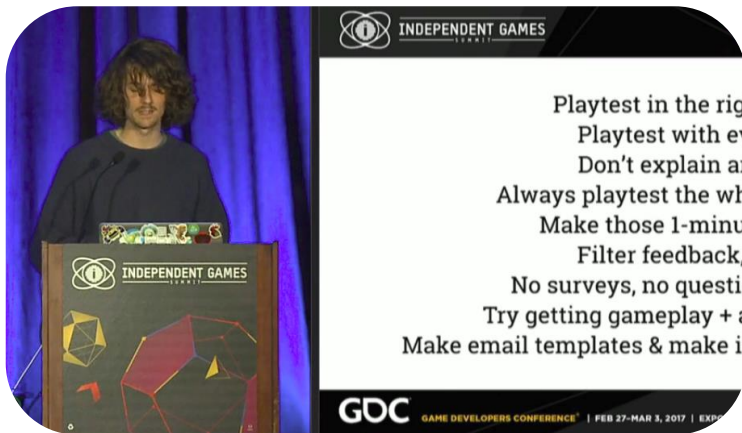 INDEPENDENT GAMES
SUMMIT
INDEPENDENT GAMES
SUMMIT
Playtest in the rig
Playtest with ev
Don't explain a
Always playtest the wh
Make those 1-minu
Filter feedback,
No surveys, no questi
Try getting gameplay + a
Make email templates & make i
GDC GAME DEVELOPERS CONFERENCE® | FEB 27-MAR 3, 2017 | EXPO